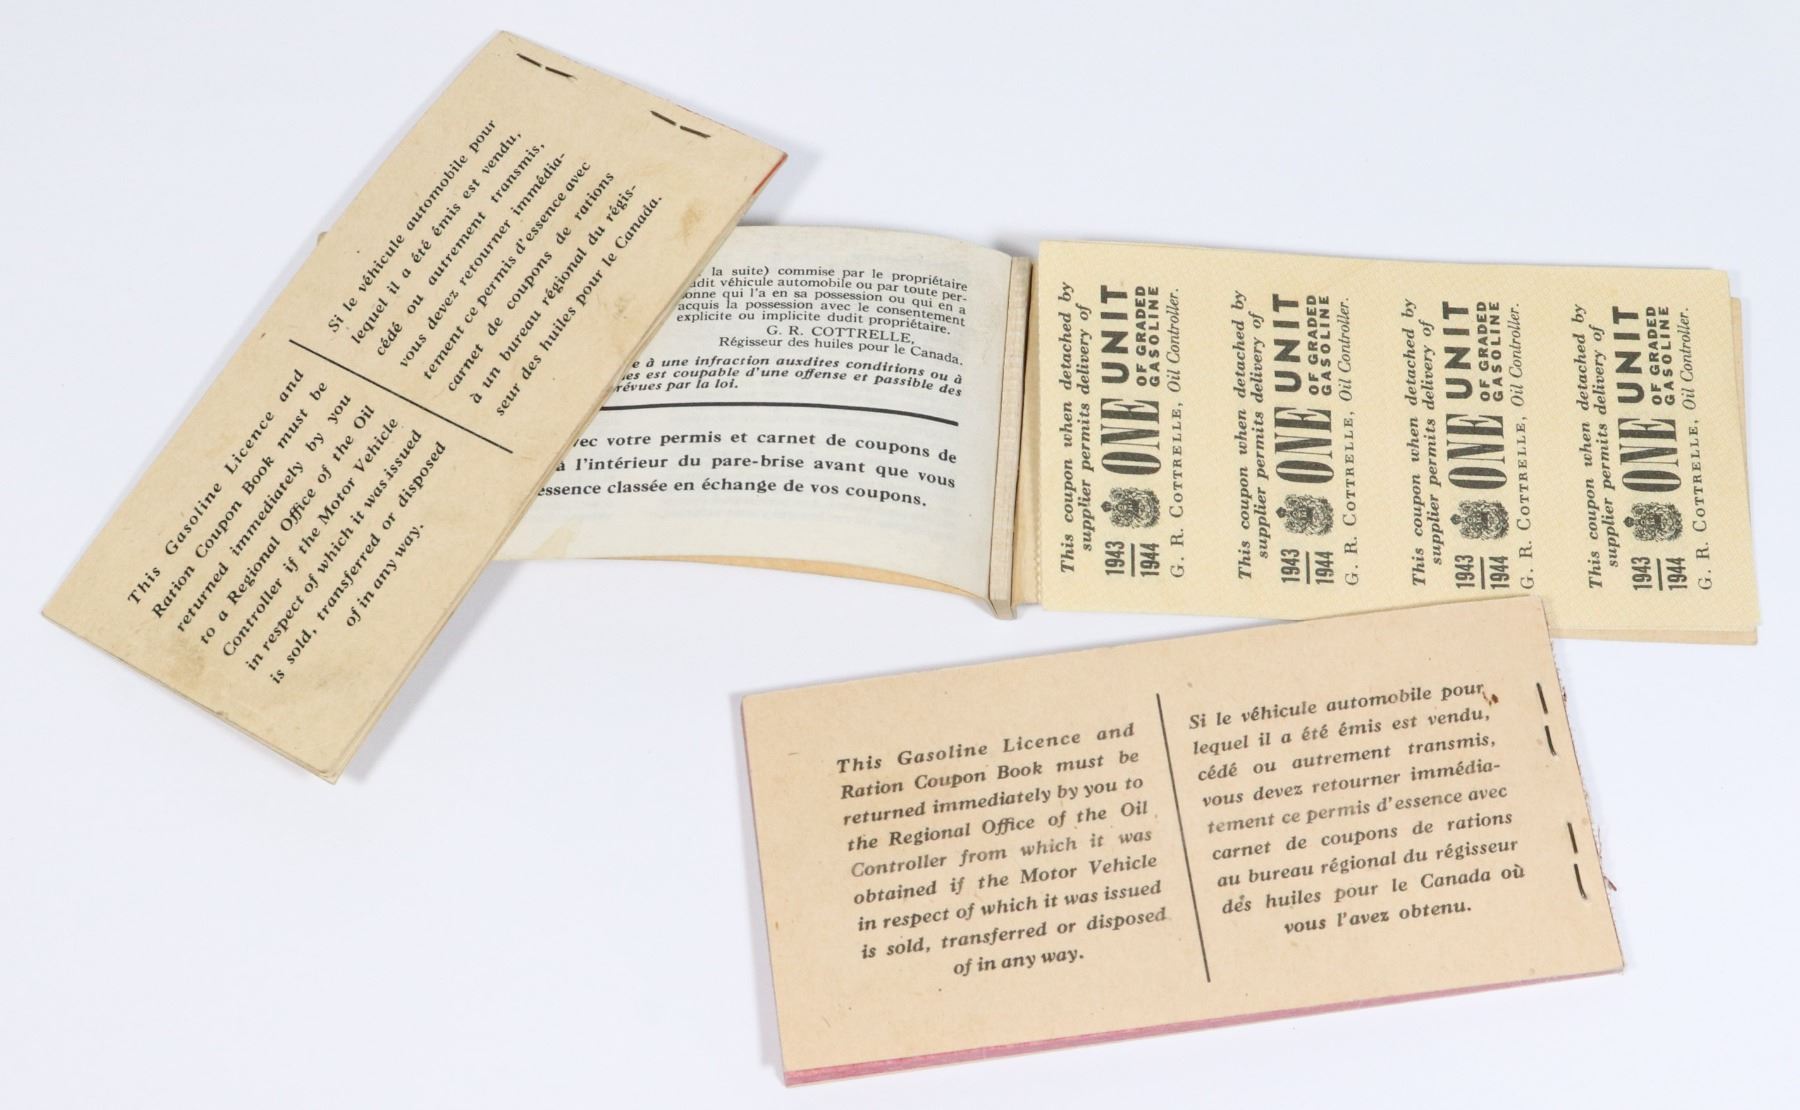 This Gasoline Licence and
Ration Coupon Book must be
returned immediately by you
to a Regional Office of the Oil
Controller if the Motor Vehicle
in respect of which it was issued
is sold, transferred or disposed
of in any way.
Si le véhicule automobile pour
lequel il a été émis est vendu,
cédé ou autrement transmis,
vous devez retourner immédia-
tement ce permis d'essence avec
carnet de coupons de rations
à un bureau régional du régis-
seur des huiles pour le Canada.
la suite) commise par le propriétaire
dit véhicule automobile ou par toute per-
onne qui l'a en sa possession ou qui en a
acquis la possession avec le consentement
explicite ou implicite dudit propriétaire.
G. R. COTTRELLE,
Régisseur des huiles pour le Canada.
e à une infraction auxdites conditions ou à
es est coupable d'une offense et passible des
révues par la loi.
vec votre permis et carnet de coupons de
à l'intérieur du pare-brise avant que vous
essence classée en échange de vos coupons.
This coupon when detached by
supplier permits delivery of
1943
1944
ONE UNIT
OF GRADED
GASOLINE
G. R. COTTRELLE, Oil Controller.
This coupon when detached by
supplier permits delivery of
1943
1944
ONE UNIT
OF GRADED
GASOLINE
G. R. COTTRELLE, Oil Controller.
This coupon when detached by
supplier permits delivery of
1943
1944
ONE UNIT
OF GRADED
GASOLINE
G. R. COTTRELLE, Oil Controller.
This coupon when detached by
supplier permits delivery of
1943
1944
ONE UNIT
OF GRADED
GASOLINE
G. R. COTTRELLE, Oil Controller.
This Gasoline Licence and
Ration Coupon Book must be
returned immediately by you to
the Regional Office of the Oil
Controller from which it was
obtained if the Motor Vehicle
in respect of which it was issued
is sold, transferred or disposed
of in any way.
Si le véhicule automobile pour
lequel il a été émis est vendu,
cédé ou autrement transmis,
vous devez retourner immédia-
tement ce permis d'essence avec
carnet de coupons de rations
au bureau régional du régisseur
des huiles pour le Canada où
vous l'avez obtenu.